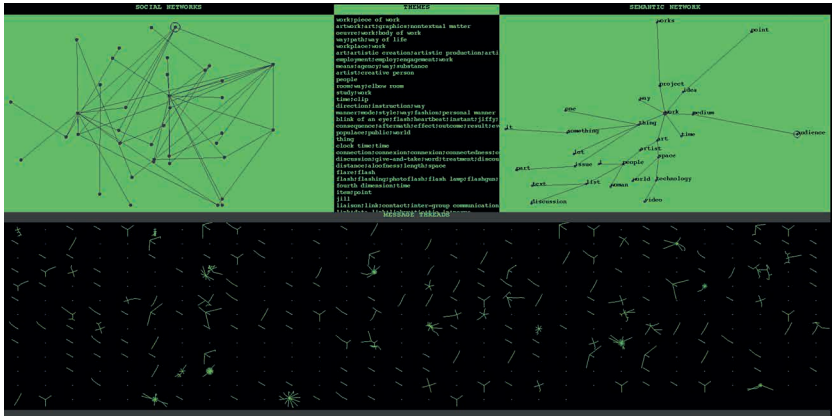 SOCIAL NETWORKS
THEMES
SEMANTIC NETWORK
work:piece of work
artwork:art:graphics:nontextual matter
oeuvre:work:body of work
way:path:way of life
workplace:work
art:artistic creation:artistic production:arti
employment:employ:engagement:work
means:agency:way:substance
artist:creative person
people
room:way:elbow room
study:work
time:clip
direction:instruction:way
manner:mode:style:way:fashion:personal manner
blink of an eye:flash:heartbeat:instant:jiffy:
consequence:aftermath:effect:outcome:result:ev
populace:public:world
thing
clock time:time
connection:connexion:connexion:connectedness:c
discussion:give-and-take:word:treatment:discou
distance:aloofness:length:space
flare:flash
flash:flashing:photoflash:flash lamp:flashgun:
fourth dimension:time
item:point
jill
liaison:link:contact:inter-group communication
works
point
project
idea
way
one
work
medium
thing
it
something
time
audience
art
artist
lot
space
issue
people
part
world
technology
list
woman
text
video
discussion
MESSAGE THREADS